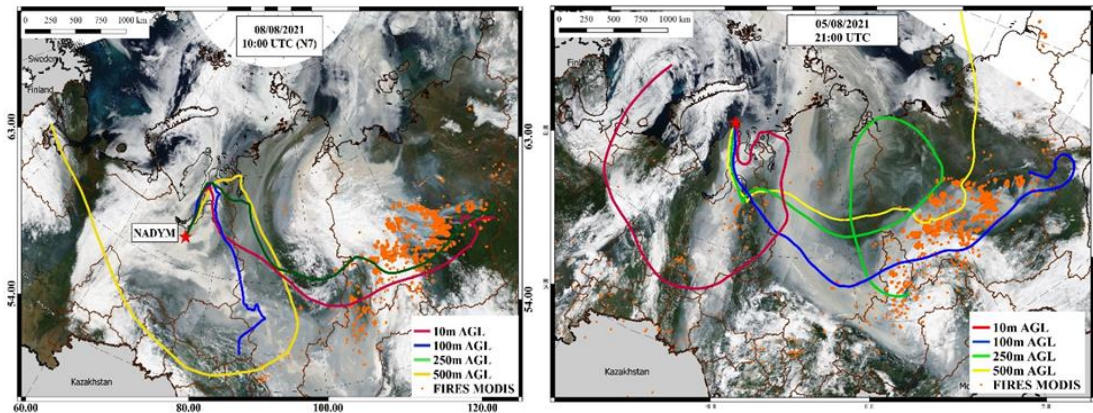 0 250 500 750 1000 km
08/08/2021
10:00 UTC (N7)
Sweden
Finland
63.00
63.00
NADYM
54.00
54.00
Kazakhstan
10m AGL
100m AGL
250m AGL
500m AGL
FIRES MODIS
60.00 80.00 100.00 120.00
0 250 500 750 1000 km
05/08/2021
21:00 UTC
Kazakhstan
10m AGL
100m AGL
250m AGL
500m AGL
FIRES MODIS